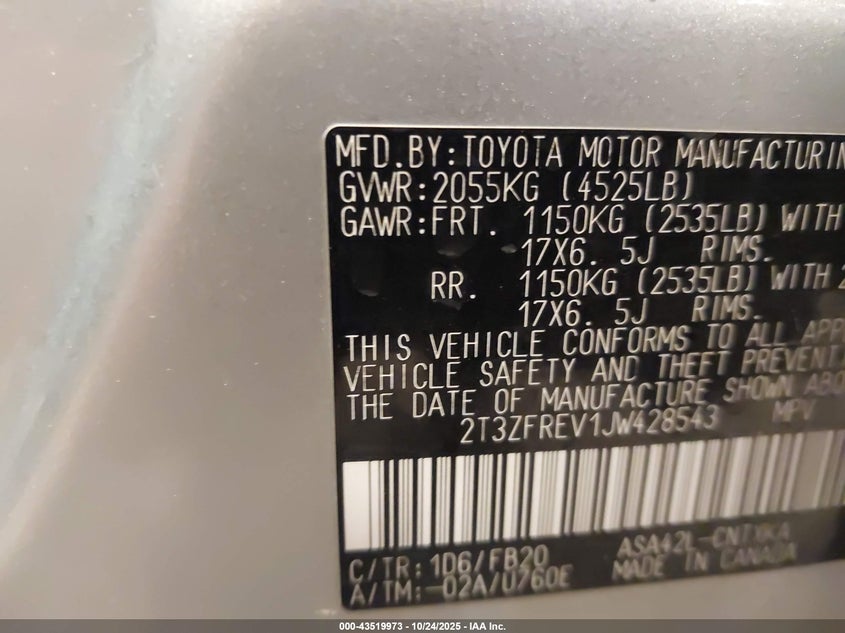 MFD.BY:TOYOTA MOTOR MANUFACTURIN
GVWR:2055KG (4525LB)
GAWR:FRT. 1150KG (2535LB) WITH
17X6. 5J RIMS.
RR. 1150KG (2535LB) WITH 2
17X6. 5J RIMS.
THIS VEHICLE CONFORMS TO ALL APP
VEHICLE SAFETY AND THEFT PREVENT
THE DATE OF MANUFACTURE SHOWN ABO
2T3ZFREV1JW428543 MPV
ASA42L-CNTXKA
C/TR:1D6/FB20 MADE IN CANADA
A/TM:-02A/U760E
000-43519973 | 10/24/2025 | IAA Inc.